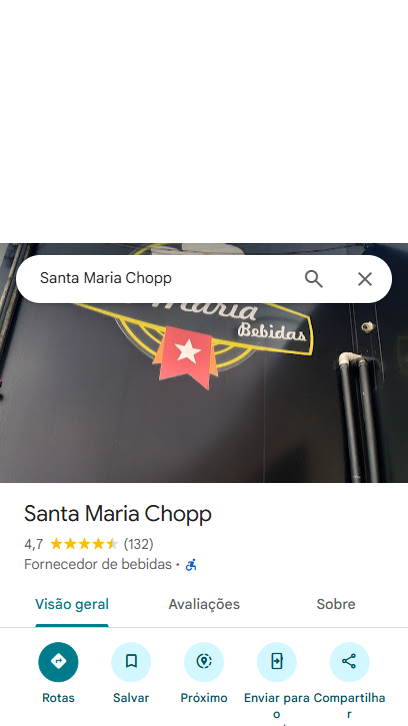 Santa Maria Chopp
Maria
Bebidas
Santa Maria Chopp
4,7 (132)
Fornecedor de bebidas ·
Visão geral
Avaliações
Sobre
Rotas
Salvar
Próximo
Enviar para o
Compartilhar